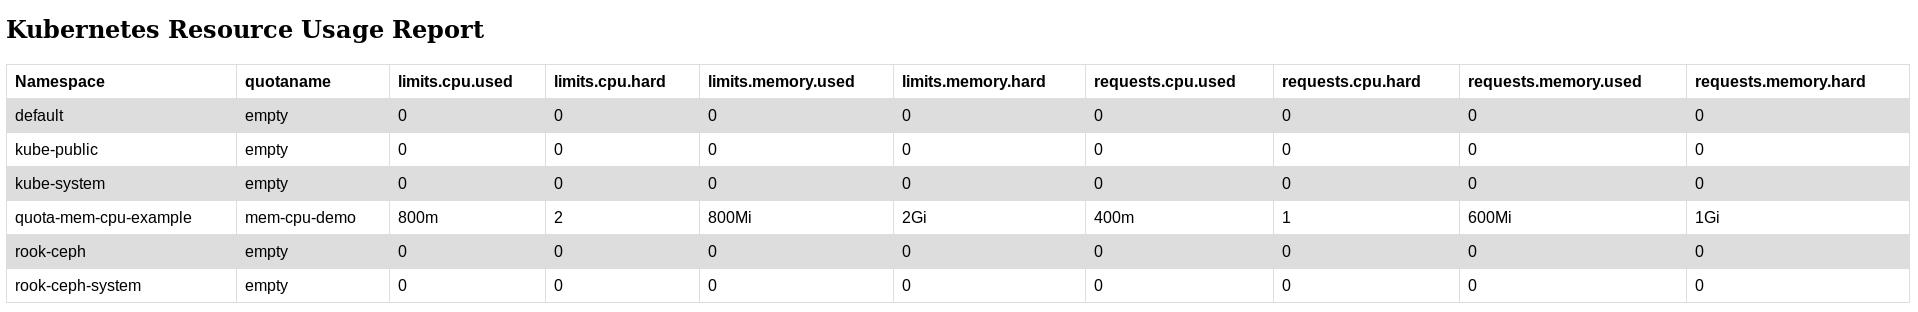 Kubernetes Resource Usage Report
Namespace quotaname limits.cpu.used limits.cpu.hard limits.memory.used limits.memory.hard requests.cpu.used requests.cpu.hard requests.memory.used requests.memory.hard
default empty 0 0 0 0 0 0 0 0
kube-public empty 0 0 0 0 0 0 0 0
kube-system empty 0 0 0 0 0 0 0 0
quota-mem-cpu-example mem-cpu-demo 800m 2 800Mi 2Gi 400m 1 600Mi 1Gi
rook-ceph empty 0 0 0 0 0 0 0 0
rook-ceph-system empty 0 0 0 0 0 0 0 0